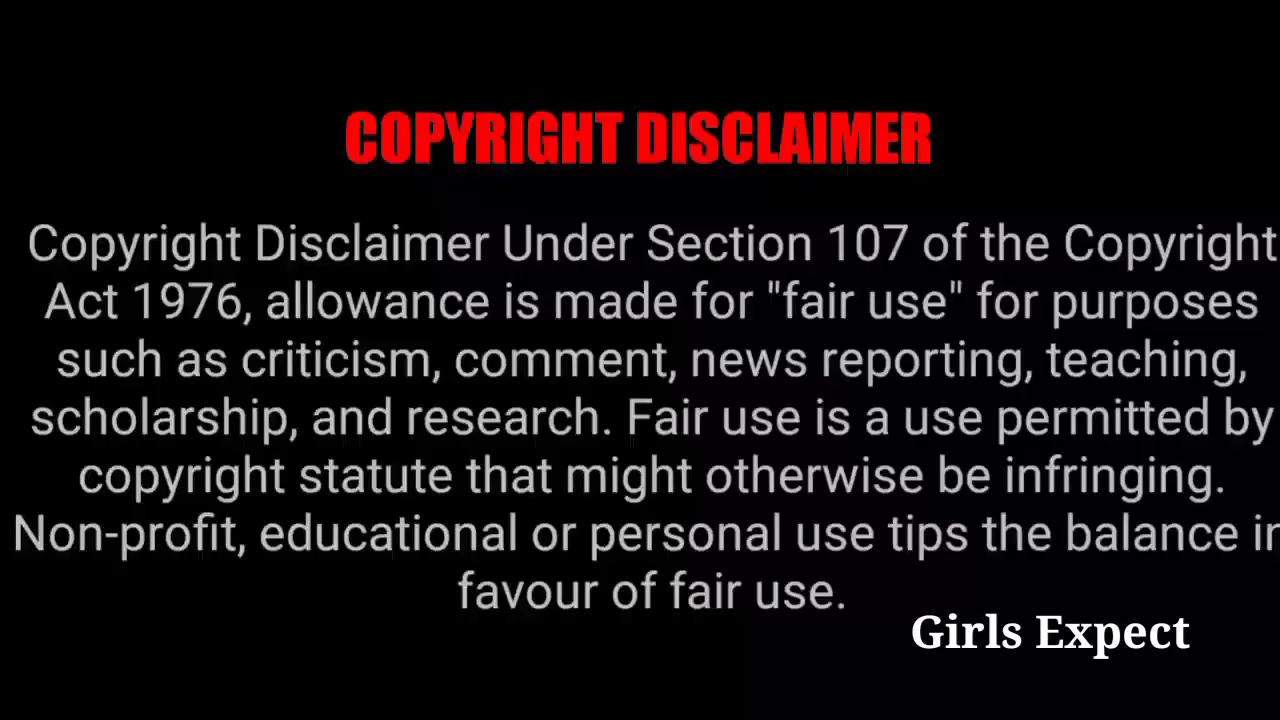 COPYRIGHT DISCLAIMER
Copyright Disclaimer Under Section 107 of the Copyright
Act 1976, allowance is made for "fair use" for purposes
such as criticism, comment, news reporting, teaching,
scholarship, and research. Fair use is a use permitted by
copyright statute that might otherwise be infringing.
Non-profit, educational or personal use tips the balance in
favour of fair use.
Girls Expect